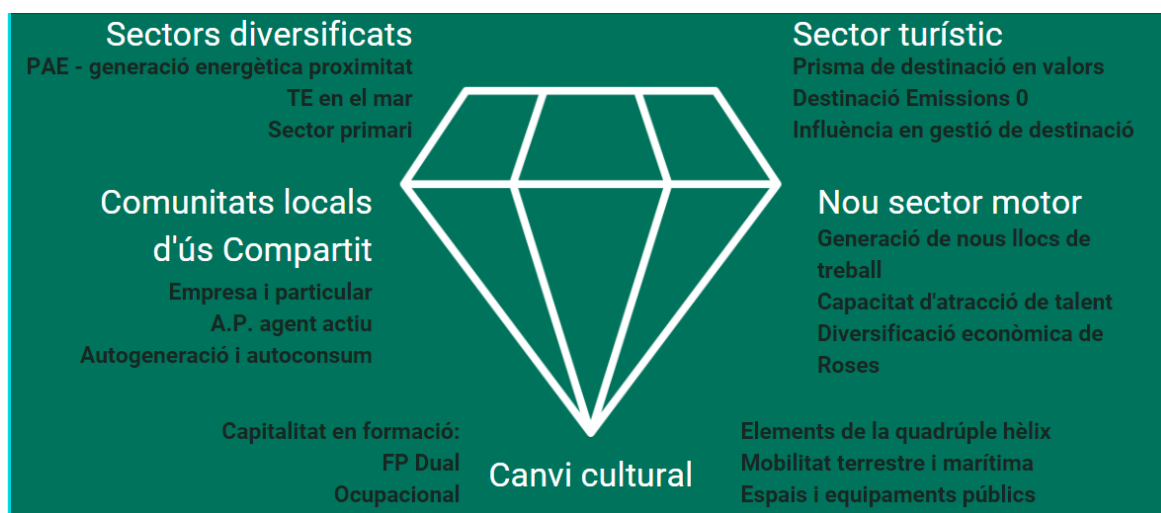 Sectors diversificats
PAE - generació energètica proximitat
TE en el mar
Sector primari
Sector turístic
Prisma de destinació en valors
Destinació Emissions 0
Influència en gestió de destinació
Comunitats locals
d'ús Compartit
Empresa i particular
A.P. agent actiu
Autogeneració i autoconsum
Nou sector motor
Generació de nous llocs de
treball
Capacitat d'atracció de talent
Diversificació econòmica de
Roses
Capitalitat en formació:
FP Dual
Ocupacional
Canvi cultural
Elements de la quadrúple hèlix
Mobilitat terrestre i marítima
Espais i equipaments públics